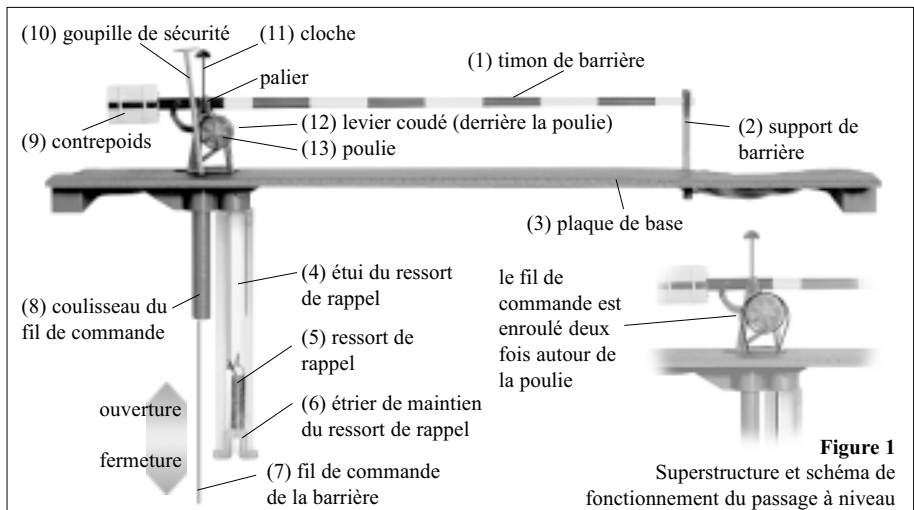 (10) goupille de sécurité
(11) cloche
palier
(1) timon de barrière
(9) contrepoids
(12) levier coudé (derrière la poulie)
(13) poulie
(2) support de
barrière
(3) plaque de base
(8) coulisseau du
fil de commande
(4) étui du ressort
de rappel
(5) ressort de
rappel
(6) étrier de maintien
du ressort de rappel
ouverture
fermeture
(7) fil de commande
de la barrière
le fil de
commande est
enroulé deux
fois autour de
la poulie
Figure 1
Superstructure et schéma de
fonctionnement du passage à niveau